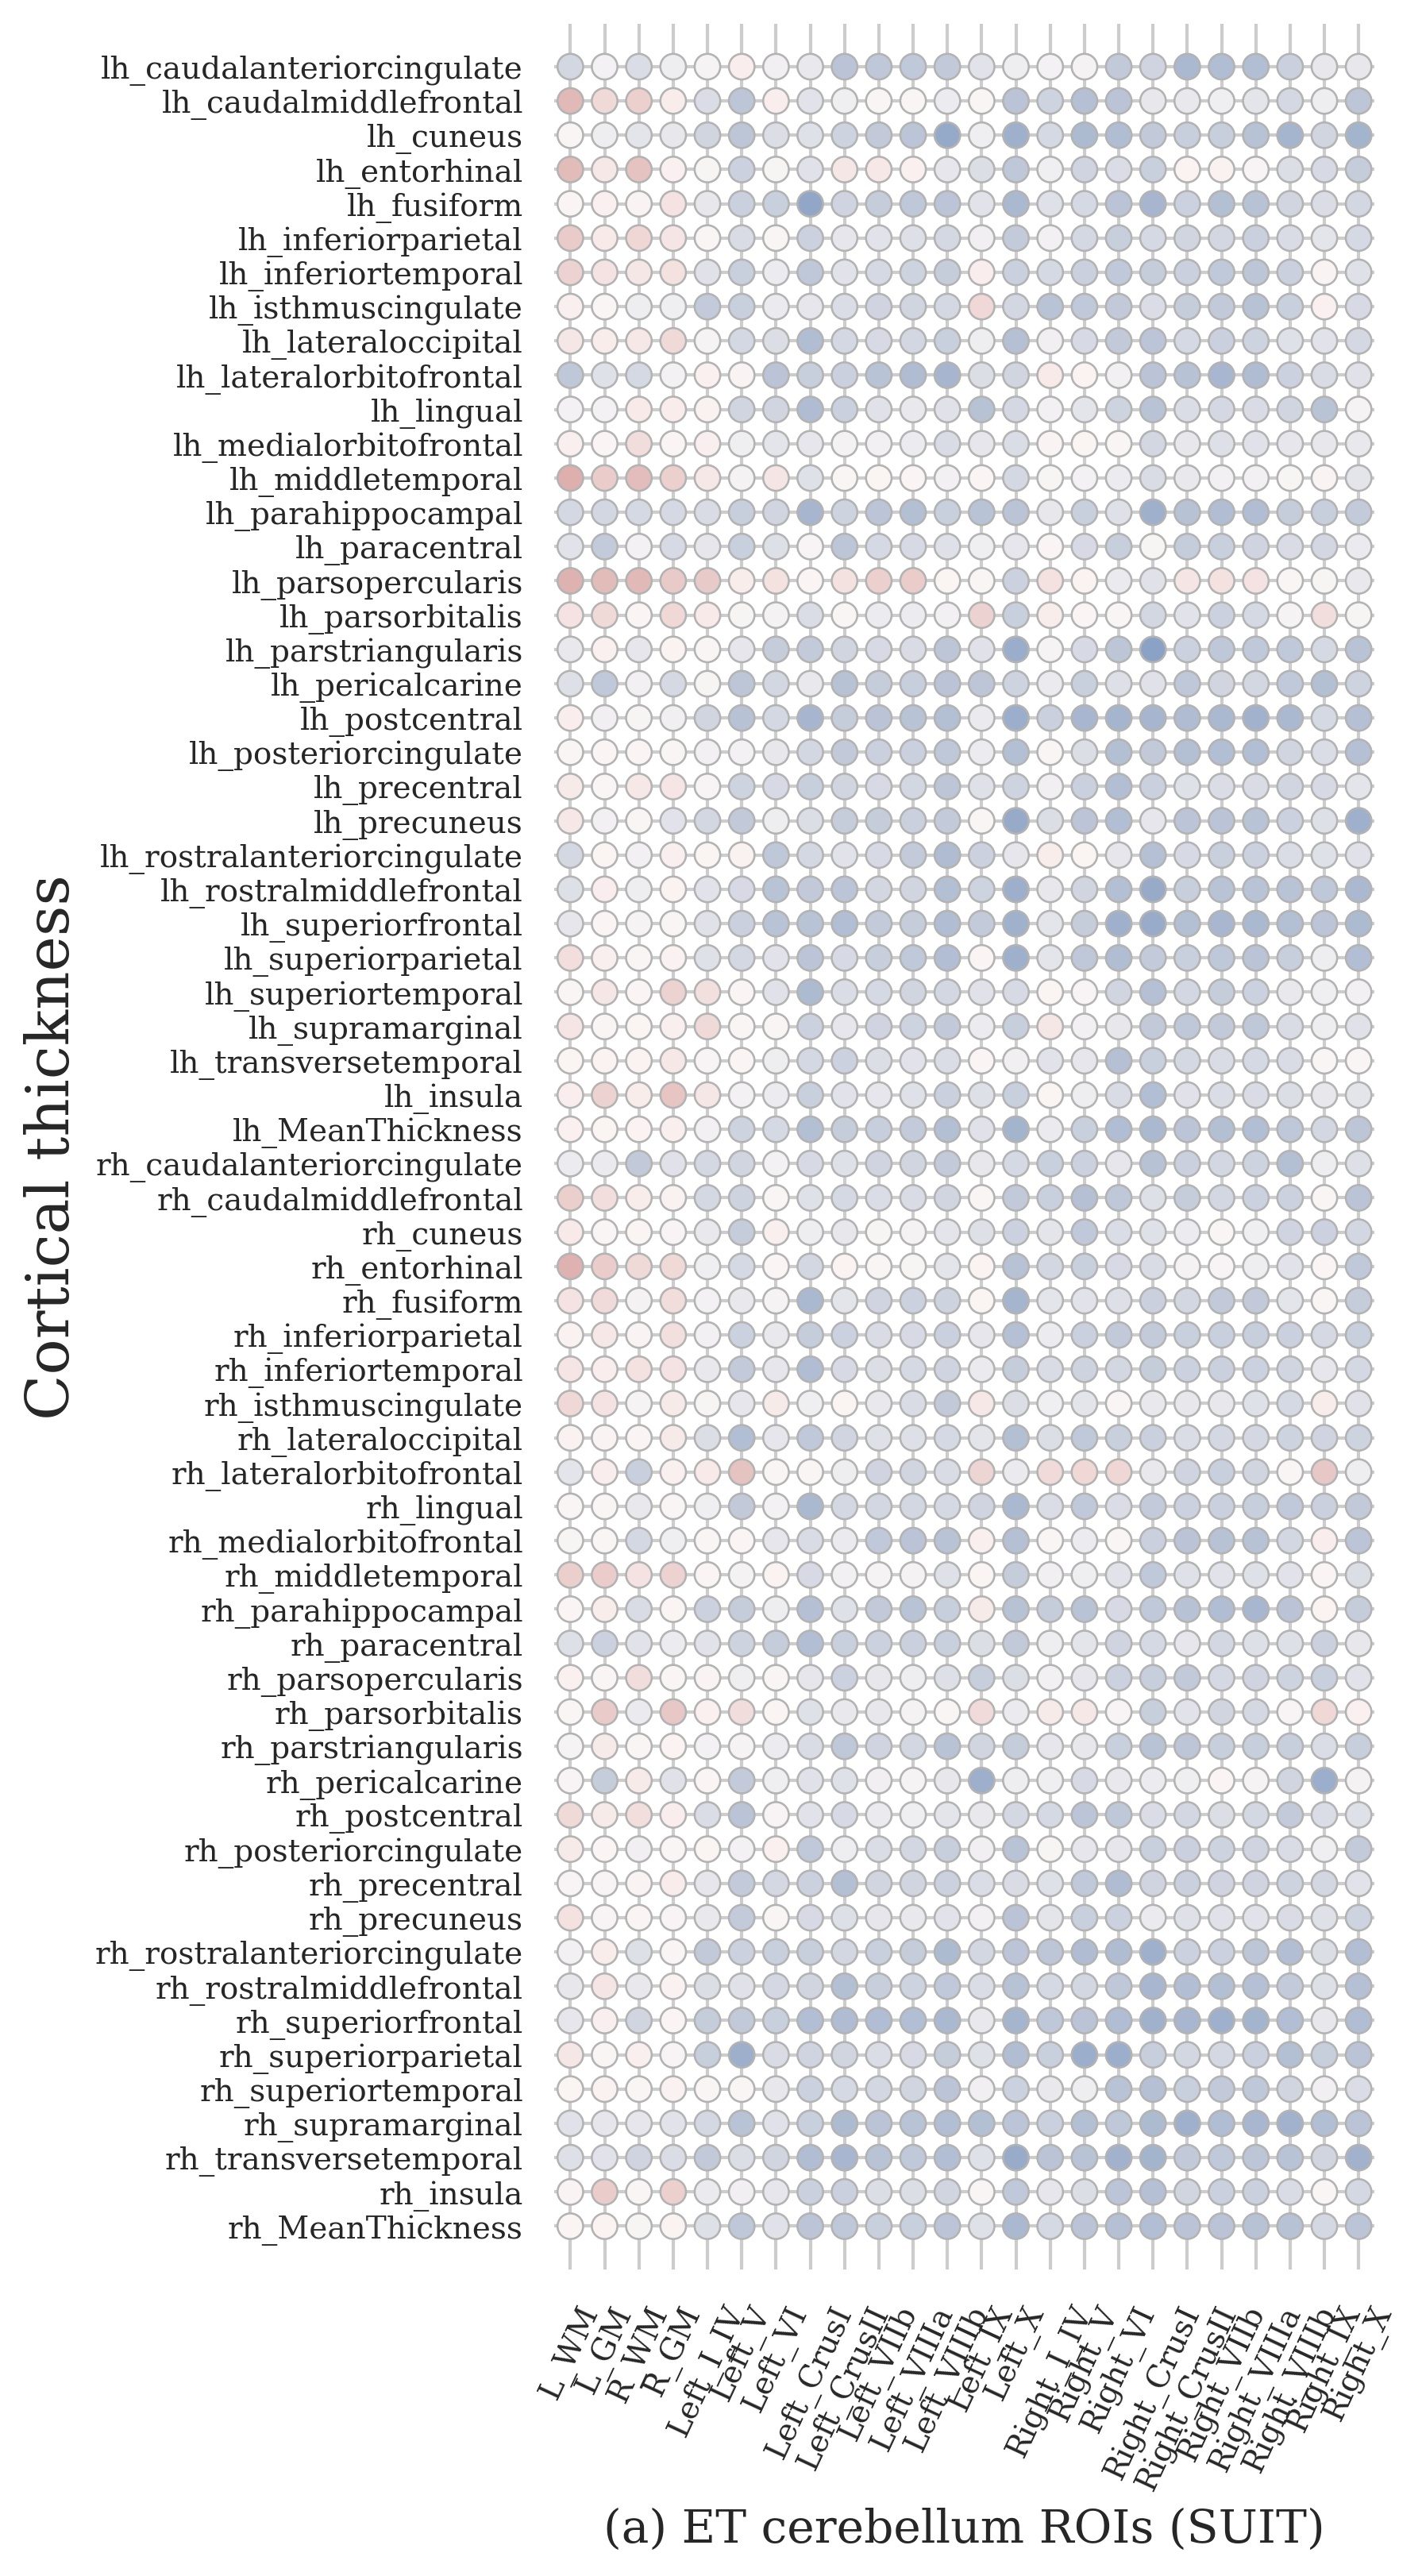 Cortical thickness
lh_caudalanteriorcingulate
lh_caudalmiddlefrontal
lh_cuneus
lh_entorhinal
lh_fusiform
lh_inferiorparietal
lh_inferiortemporal
lh_isthmuscingulate
lh_lateraloccipital
lh_lateralorbitofrontal
lh_lingual
lh_medialorbitofrontal
lh_middletemporal
lh_parahippocampal
lh_paracentral
lh_parsopercularis
lh_parsorbitalis
lh_parstriangularis
lh_pericalcarine
lh_postcentral
lh_posteriorcingulate
lh_precentral
lh_precuneus
lh_rostralanteriorcingulate
lh_rostralmiddlefrontal
lh_superiorfrontal
lh_superiorparietal
lh_superiortemporal
lh_supramarginal
lh_transversetemporal
lh_insula
lh_MeanThickness
rh_caudalanteriorcingulate
rh_caudalmiddlefrontal
rh_cuneus
rh_entorhinal
rh_fusiform
rh_inferiorparietal
rh_inferiortemporal
rh_isthmuscingulate
rh_lateraloccipital
rh_lateralorbitofrontal
rh_lingual
rh_medialorbitofrontal
rh_middletemporal
rh_parahippocampal
rh_paracentral
rh_parsopercularis
rh_parsorbitalis
rh_parstriangularis
rh_pericalcarine
rh_postcentral
rh_posteriorcingulate
rh_precentral
rh_precuneus
rh_rostralanteriorcingulate
rh_rostralmiddlefrontal
rh_superiorfrontal
rh_superiorparietal
rh_superiortemporal
rh_supramarginal
rh_transversetemporal
rh_insula
rh_MeanThickness
L_WM
L_GM
R_WM
R_GM
Left_I_IV
Left_V
Left_VI
Left_CrusI
Left_CrusII
Left_VIIb
Left_VIIIa
Left_VIIIb
Left_IX
Left_X
Right_I_IV
Right_V
Right_VI
Right_CrusI
Right_CrusII
Right_VIIb
Right_VIIIa
Right_VIIIb
Right_IX
Right_X
(a) ET cerebellum ROIs (SUIT)